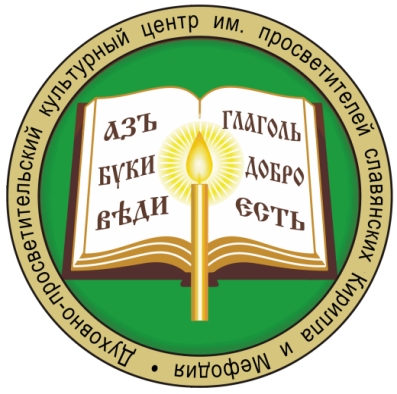 Духовно-просветительский культурный центр им. просветителей славянских Кирилла и Мефодия •
АЗЪ
БУКИ
ВѢДИ
ГЛАГОЛЬ
ДОБРО
ЕСТЬ